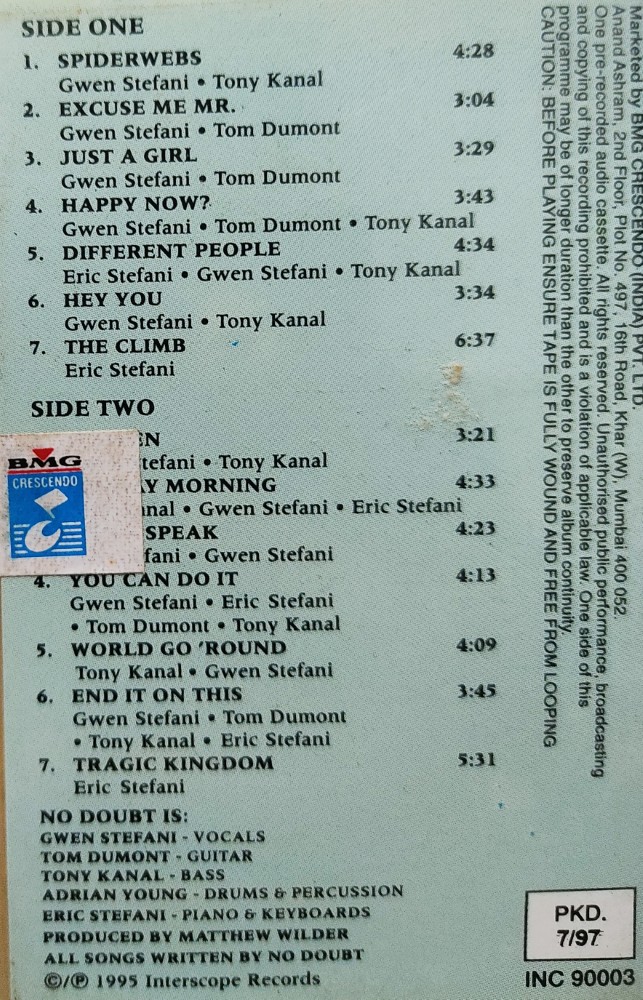 SIDE ONE
1. SPIDERWEBS 4:28
Gwen Stefani • Tony Kanal
2. EXCUSE ME MR. 3:04
Gwen Stefani • Tom Dumont
3. JUST A GIRL 3:29
Gwen Stefani • Tom Dumont
4. HAPPY NOW? 3:43
Gwen Stefani • Tom Dumont • Tony Kanal
5. DIFFERENT PEOPLE 4:34
Eric Stefani • Gwen Stefani • Tony Kanal
6. HEY YOU 3:34
Gwen Stefani • Tony Kanal
7. THE CLIMB 6:37
Eric Stefani
SIDE TWO
3:21
• Tony Kanal
MORNING 4:33
• Gwen Stefani • Eric Stefani
SPEAK 4:23
• Gwen Stefani
4. YOU CAN DO IT 4:13
Gwen Stefani • Eric Stefani
• Tom Dumont • Tony Kanal
5. WORLD GO 'ROUND 4:09
Tony Kanal • Gwen Stefani
6. END IT ON THIS 3:45
Gwen Stefani • Tom Dumont
• Tony Kanal • Eric Stefani
7. TRAGIC KINGDOM 5:31
Eric Stefani
NO DOUBT IS:
GWEN STEFANI - VOCALS
TOM DUMONT - GUITAR
TONY KANAL - BASS
ADRIAN YOUNG - DRUMS & PERCUSSION
ERIC STEFANI - PIANO & KEYBOARDS
PRODUCED BY MATTHEW WILDER
ALL SONGS WRITTEN BY NO DOUBT
©/℗ 1995 Interscope Records
BMG
CRESCENDO
Marketed by BMG CRESCENDO (INDIA) PVT. LTD.
Anand Ashram, 2nd Floor, Plot No. 497, 16th Road, Khar (W), Mumbai 400 052.
One pre-recorded audio cassette. All rights reserved. Unauthorised public performance, broadcasting
and copying of this recording prohibited and is a violation of applicable law. One side of this
programme may be of longer duration than the other to preserve album continuity.
CAUTION: BEFORE PLAYING ENSURE TAPE IS FULLY WOUND AND FREE FROM LOOPING
PKD.
7/97
INC 90003